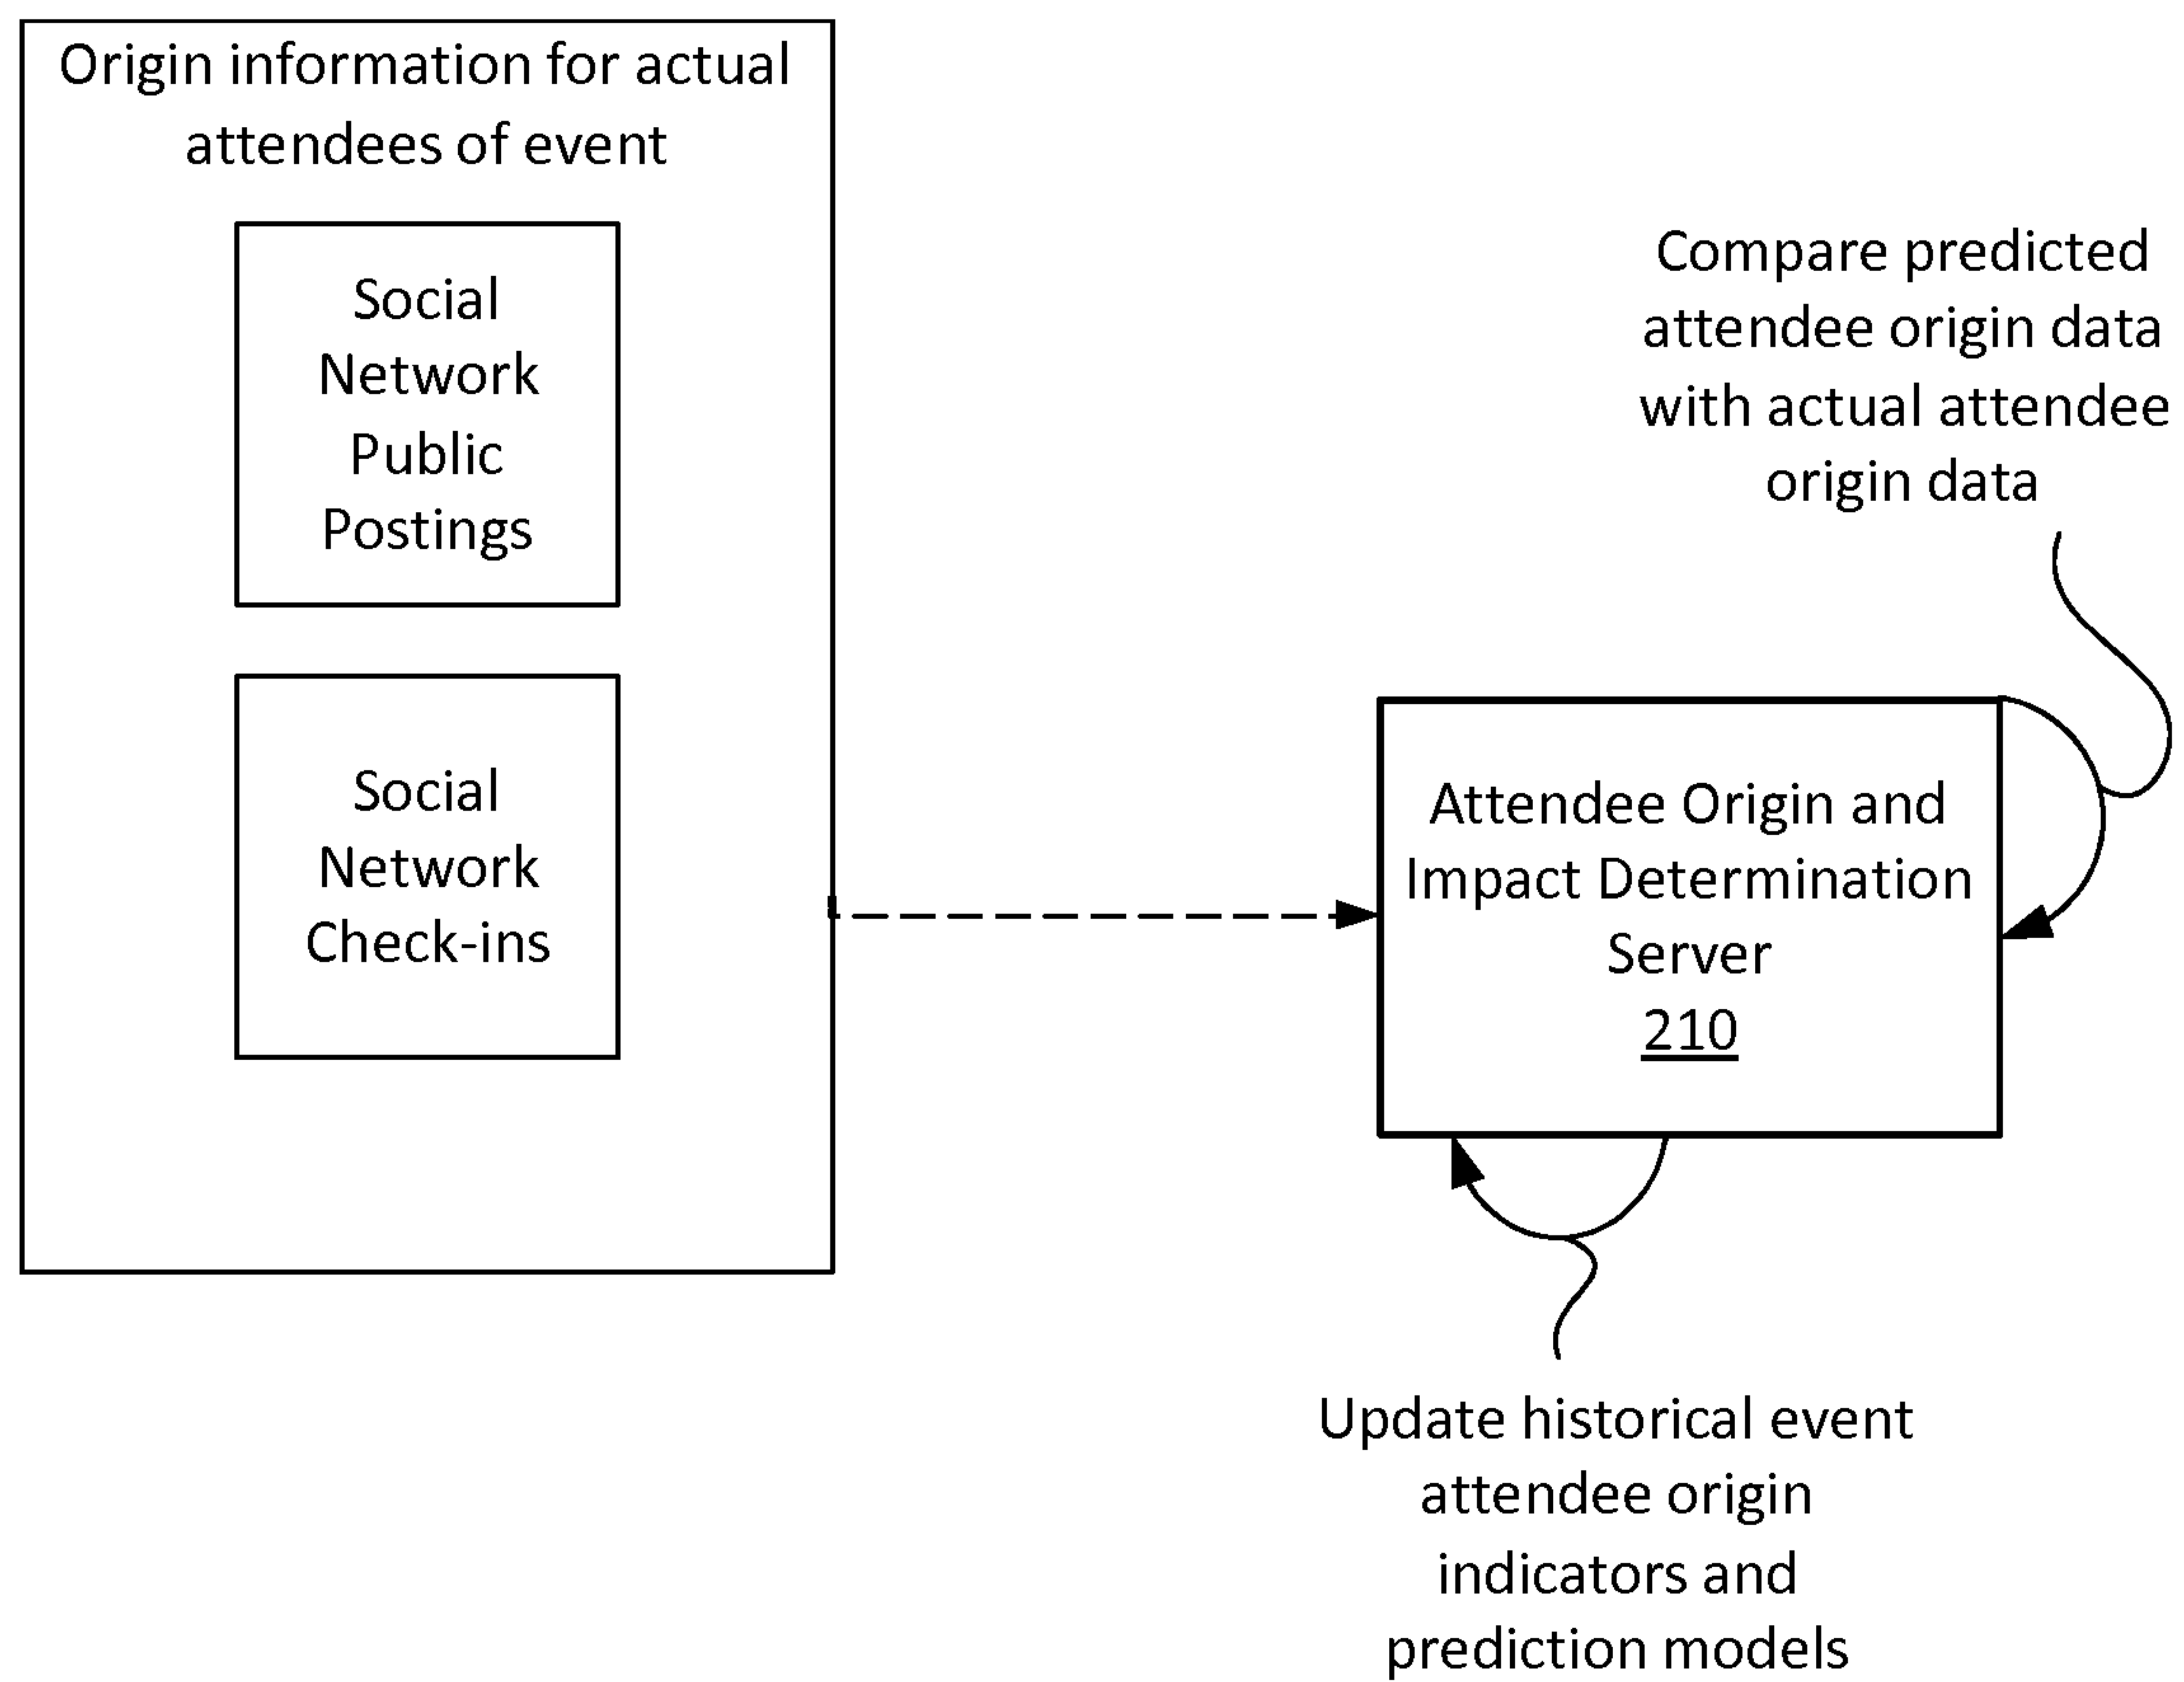 Origin information for actual
attendees of event
Social
Network
Public
Postings
Social
Network
Check-ins
Compare predicted
attendee origin data
with actual attendee
origin data
Attendee Origin and
Impact Determination
Server
210
Update historical event
attendee origin
indicators and
prediction models